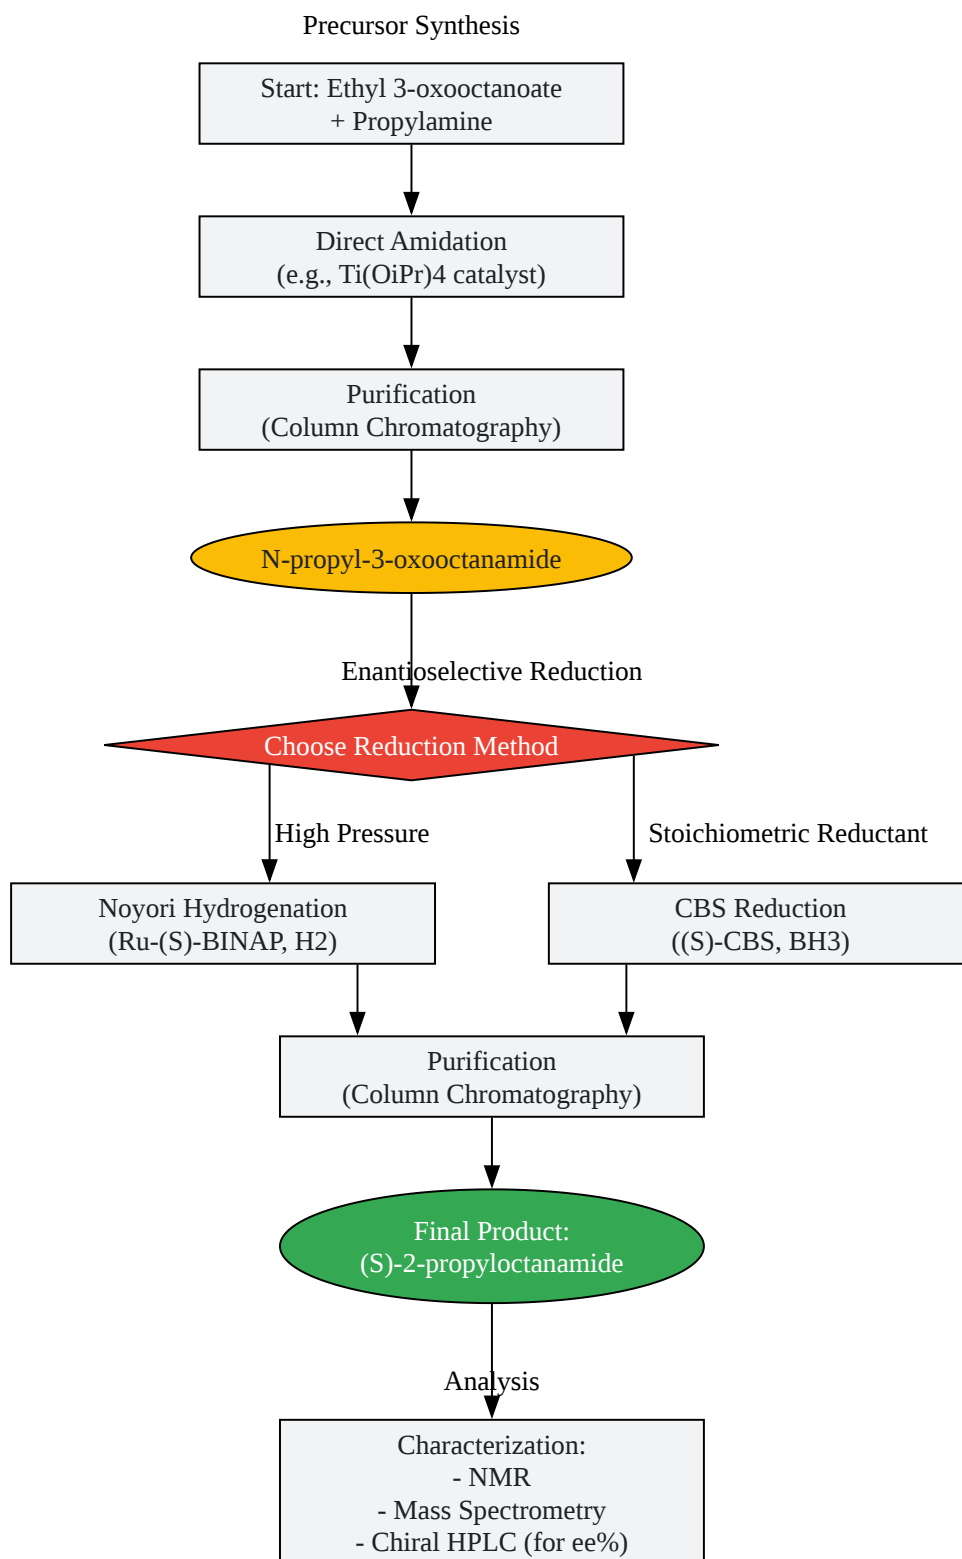 Precursor Synthesis
Start: Ethyl 3-oxooctanoate
+ Propylamine
Direct Amidation
(e.g., Ti(OiPr)4 catalyst)
Purification
(Column Chromatography)
N-propyl-3-oxooctanamide
Enantioselective Reduction
Choose Reduction Method
High Pressure
Stoichiometric Reductant
Noyori Hydrogenation
(Ru-(S)-BINAP, H2)
CBS Reduction
((S)-CBS, BH3)
Purification
(Column Chromatography)
Final Product:
(S)-2-propyloctanamide
Analysis
Characterization:
- NMR
- Mass Spectrometry
- Chiral HPLC (for ee%)